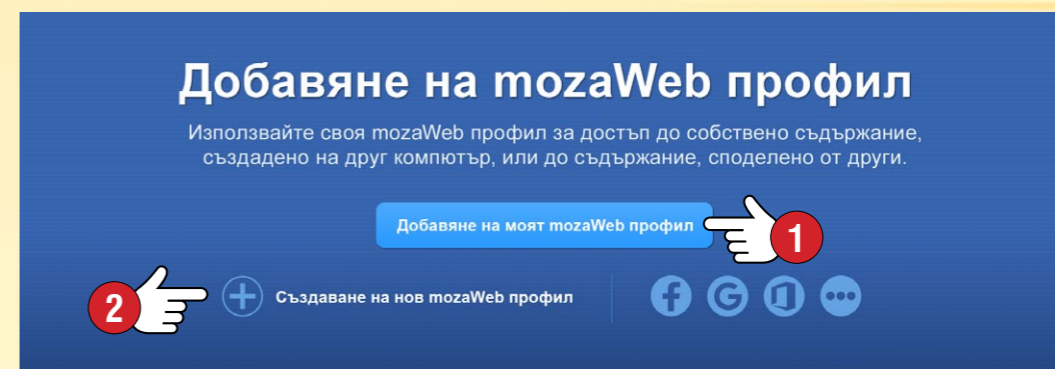 Добавяне на mozaWeb профил
Използвайте своя mozaWeb профил за достъп до собствено съдържание,
създадено на друг компютър, или до съдържание, споделено от други.
Добавяне на моят mozaWeb профил
1
2
Създаване на нов mozaWeb профил